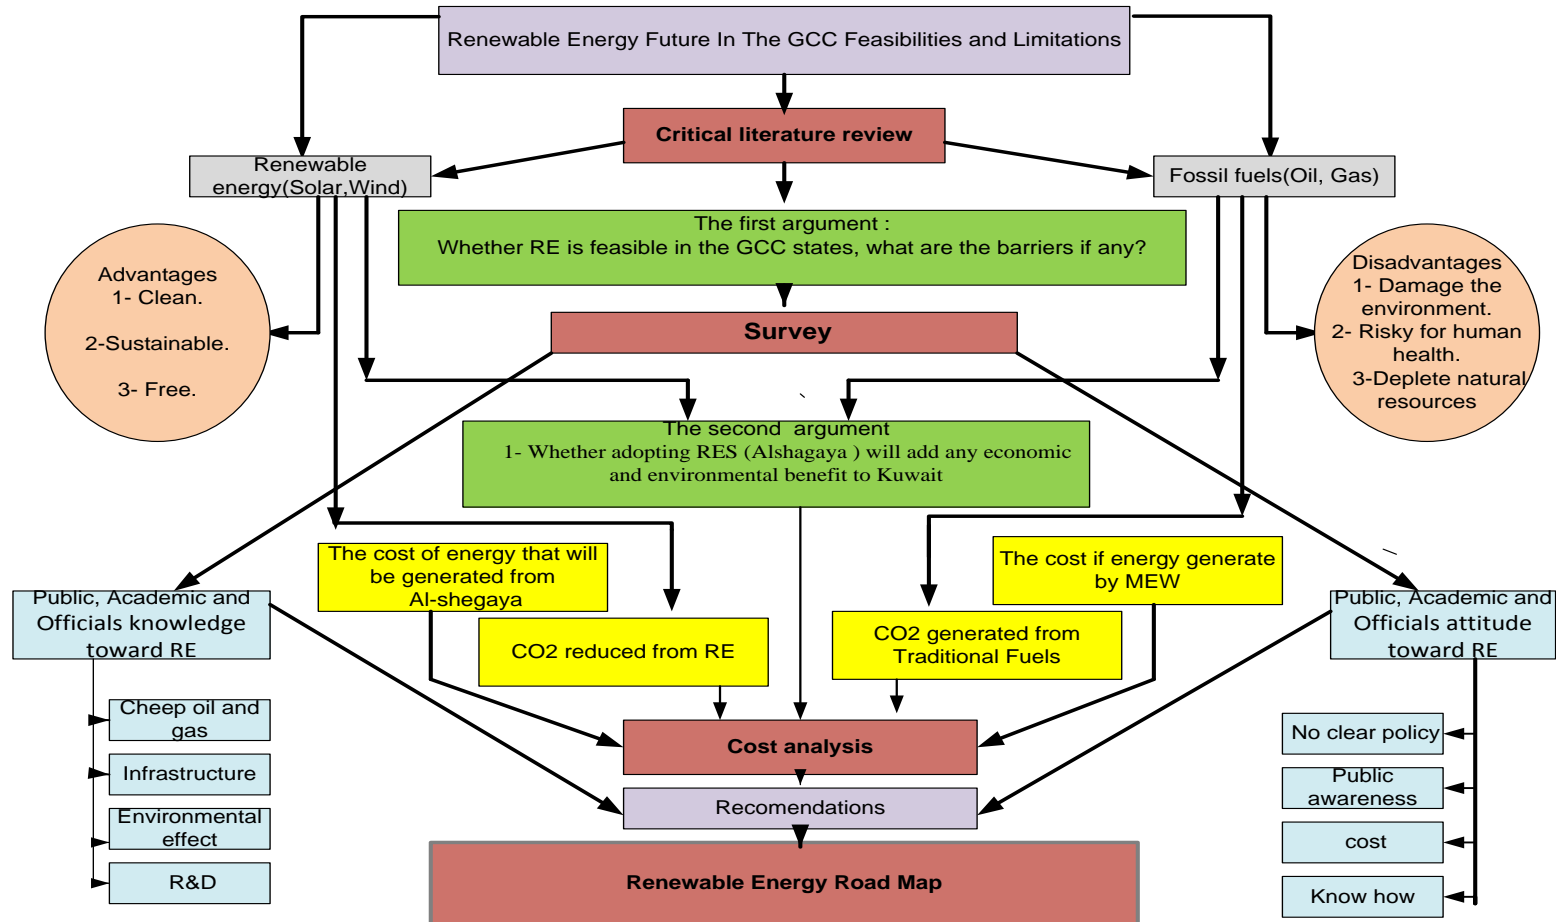 Renewable Energy Future In The GCC Feasibilities and Limitations
Critical literature review
Renewable
energy(Solar,Wind)
Fossil fuels(Oil, Gas)
The first argument :
Whether RE is feasible in the GCC states, what are the barriers if any?
Advantages
1- Clean.
2-Sustainable.
3- Free.
Disadvantages
1- Damage the
environment.
2- Risky for human
health.
3-Deplete natural
resources
Survey
The second argument
1- Whether adopting RES (Alshagaya ) will add any economic
and environmental benefit to Kuwait
The cost of energy that will
be generated from
Al-shegaya
The cost if energy generate
by MEW
CO2 reduced from RE
CO2 generated from
Traditional Fuels
Public, Academic and
Officials knowledge
toward RE
Public, Academic and
Officials attitude
toward RE
Cheep oil and
gas
Infrastructure
Environmental
effect
R&D
No clear policy
Public
awareness
cost
Know how
Cost analysis
Recomendations
Renewable Energy Road Map